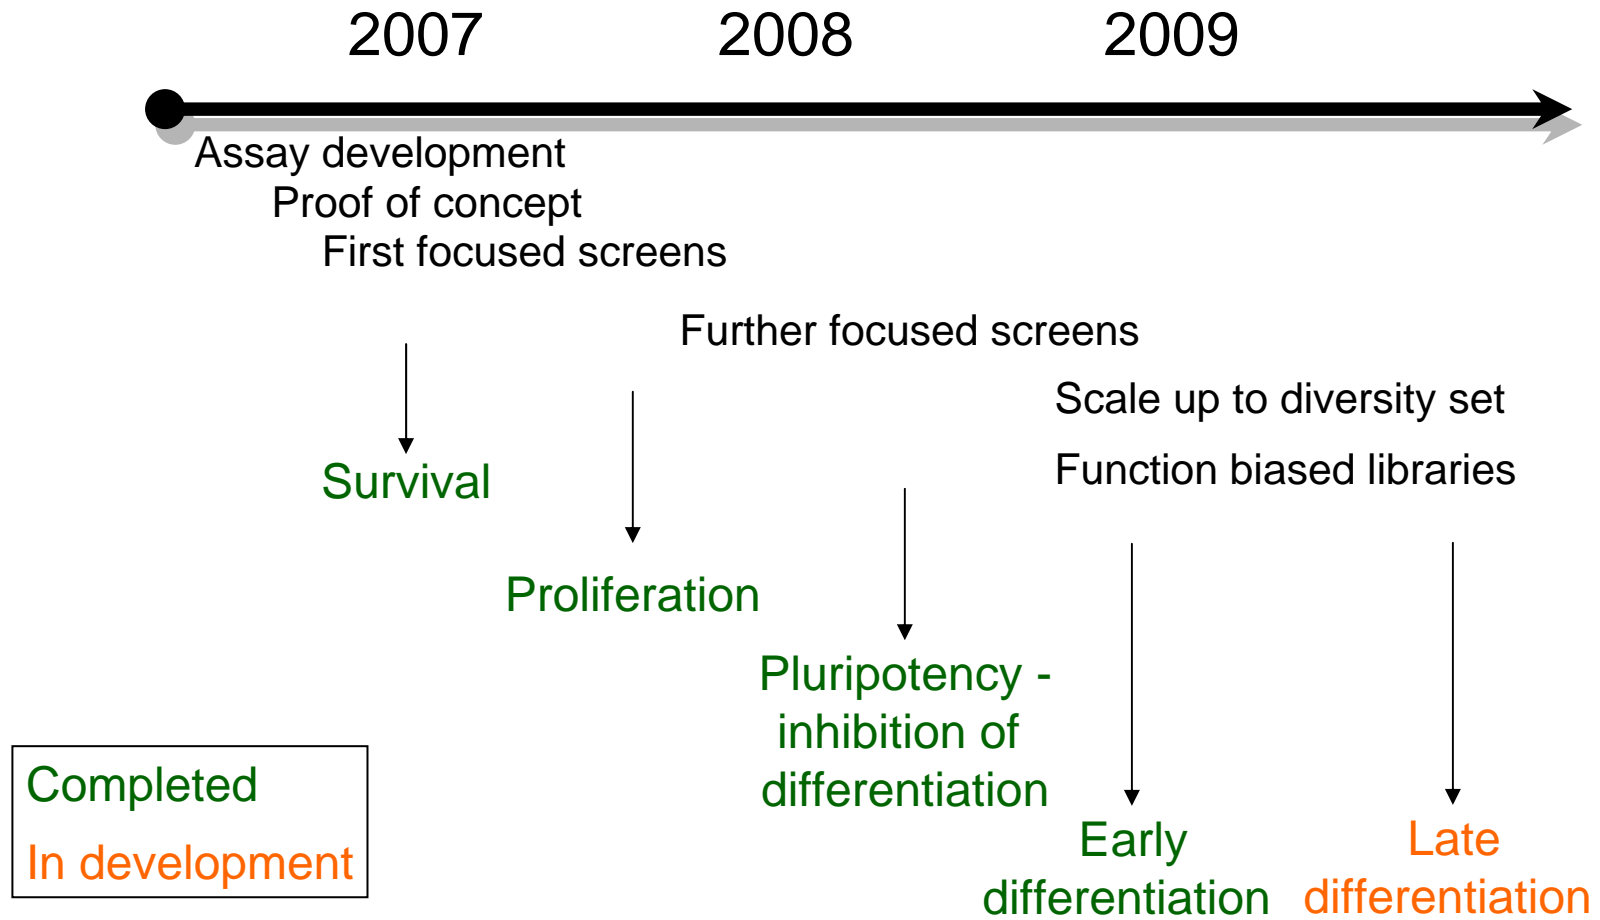 2007 2008 2009
Assay development
Proof of concept
First focused screens
Further focused screens
Scale up to diversity set
Function biased libraries
Survival
Proliferation
Pluripotency -
inhibition of
differentiation
Early
differentiation
Late
differentiation
Completed
In development